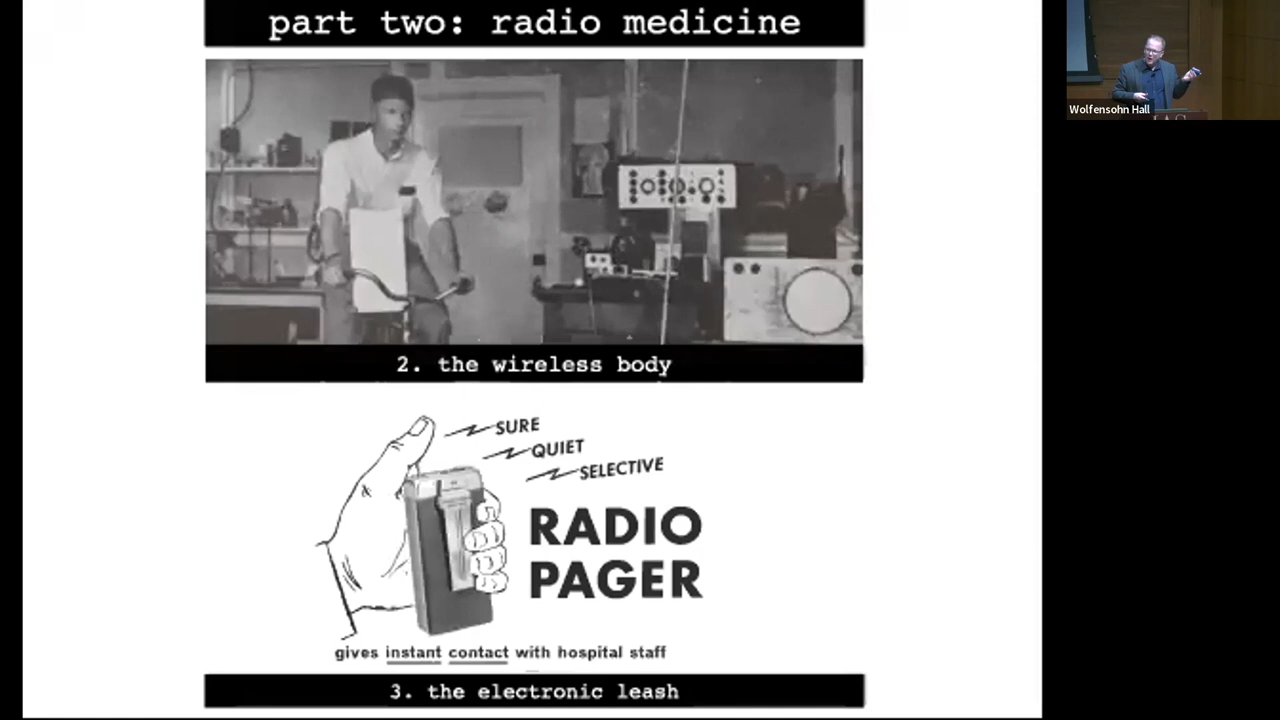 part two: radio medicine
Wolfensohn Hall
2. the wireless body
SURE
QUIET
SELECTIVE
RADIO
PAGER
gives instant contact with hospital staff
3. the electronic leash